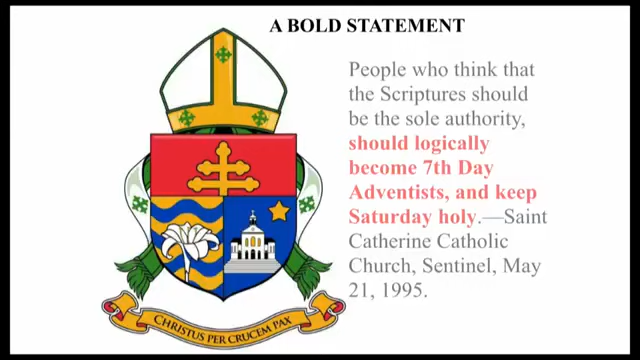 A BOLD STATEMENT
People who think that
the Scriptures should
be the sole authority,
should logically
become 7th Day
Adventists, and keep
Saturday holy.—Saint
Catherine Catholic
Church, Sentinel, May
21, 1995.
CHRISTUS PER CRUCEM PAX